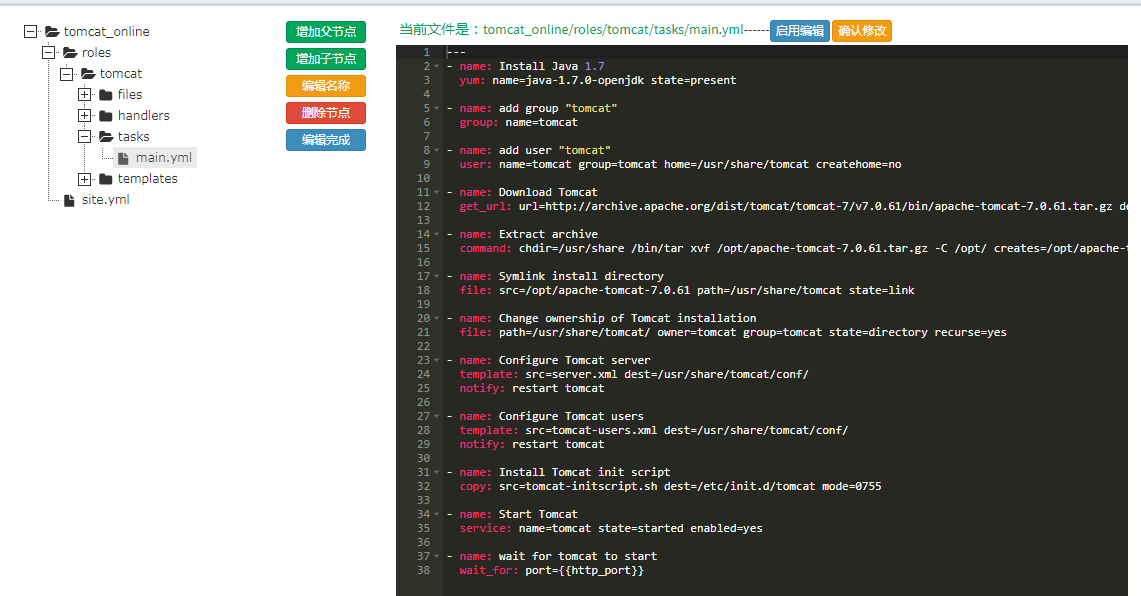 tomcat_online
roles
tomcat
files
handlers
tasks
main.yml
templates
site.yml
增加父节点
增加子节点
编辑名称
删除节点
编辑完成
当前文件是：tomcat_online/roles/tomcat/tasks/main.yml------ 启用编辑 确认修改
1 ---
2 - name: Install Java 1.7
3 yum: name=java-1.7.0-openjdk state=present
4
5 - name: add group "tomcat"
6 group: name=tomcat
7
8 - name: add user "tomcat"
9 user: name=tomcat group=tomcat home=/usr/share/tomcat createhome=no
10
11 - name: Download Tomcat
12 get_url: url=http://archive.apache.org/dist/tomcat/tomcat-7/v7.0.61/bin/apache-tomcat-7.0.61.tar.gz
13
14 - name: Extract archive
15 command: chdir=/usr/share /bin/tar xvf /opt/apache-tomcat-7.0.61.tar.gz -C /opt/ creates=/opt/apache-
16
17 - name: Symlink install directory
18 file: src=/opt/apache-tomcat-7.0.61 path=/usr/share/tomcat state=link
19
20 - name: Change ownership of Tomcat installation
21 file: path=/usr/share/tomcat/ owner=tomcat group=tomcat state=directory recurse=yes
22
23 - name: Configure Tomcat server
24 template: src=server.xml dest=/usr/share/tomcat/conf/
25 notify: restart tomcat
26
27 - name: Configure Tomcat users
28 template: src=tomcat-users.xml dest=/usr/share/tomcat/conf/
29 notify: restart tomcat
30
31 - name: Install Tomcat init script
32 copy: src=tomcat-initscript.sh dest=/etc/init.d/tomcat mode=0755
33
34 - name: Start Tomcat
35 service: name=tomcat state=started enabled=yes
36
37 - name: wait for tomcat to start
38 wait_for: port={{http_port}}